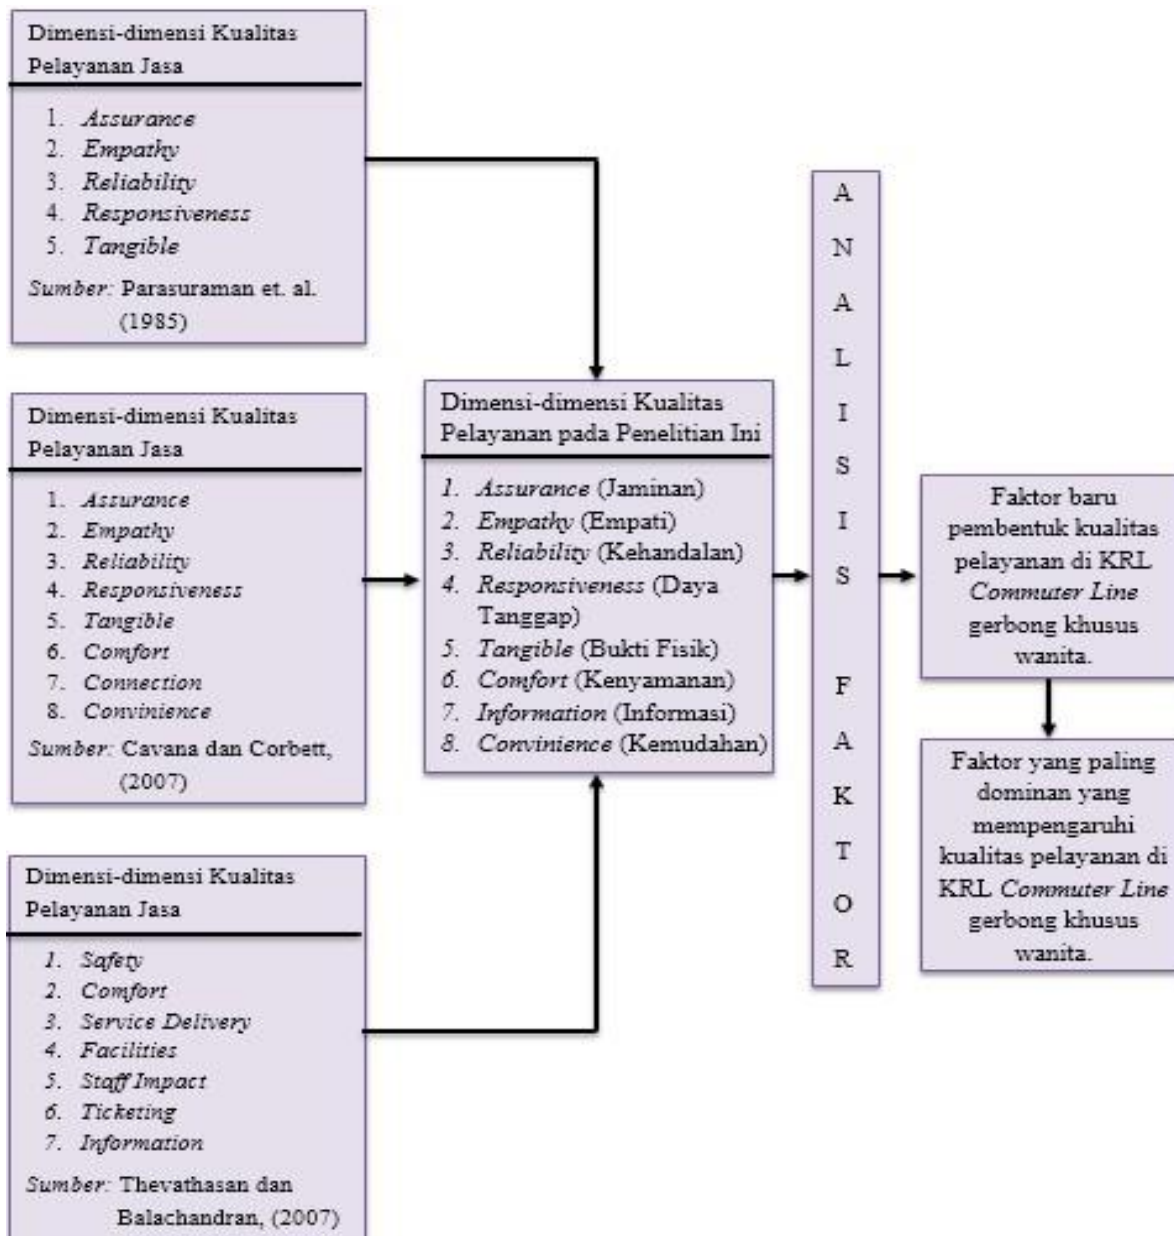 Dimensi-dimensi Kualitas
Pelayanan Jasa
1. Assurance
2. Empathy
3. Reliability
4. Responsiveness
5. Tangible
Sumber: Parasuraman et. al.
(1985)
Dimensi-dimensi Kualitas
Pelayanan Jasa
1. Assurance
2. Empathy
3. Reliability
4. Responsiveness
5. Tangible
6. Comfort
7. Connection
8. Convinience
Sumber: Cavana dan Corbett,
(2007)
Dimensi-dimensi Kualitas
Pelayanan Jasa
1. Safety
2. Comfort
3. Service Delivery
4. Facilities
5. Staff Impact
6. Ticketing
7. Information
Sumber: Thevathasan dan
Balachandran, (2007)
Dimensi-dimensi Kualitas
Pelayanan pada Penelitian Ini
1. Assurance (Jaminan)
2. Empathy (Empati)
3. Reliability (Kehandalan)
4. Responsiveness (Daya
Tanggap)
5. Tangible (Bukti Fisik)
6. Comfort (Kenyamanan)
7. Information (Informasi)
8. Convinience (Kemudahan)
A
N
A
L
I
S
I
S
F
A
K
T
O
R
Faktor baru
pembentuk kualitas
pelayanan di KRL
Commuter Line
gerbong khusus
wanita.
Faktor yang paling
dominan yang
mempengaruhi
kualitas pelayanan di
KRL Commuter Line
gerbong khusus
wanita.